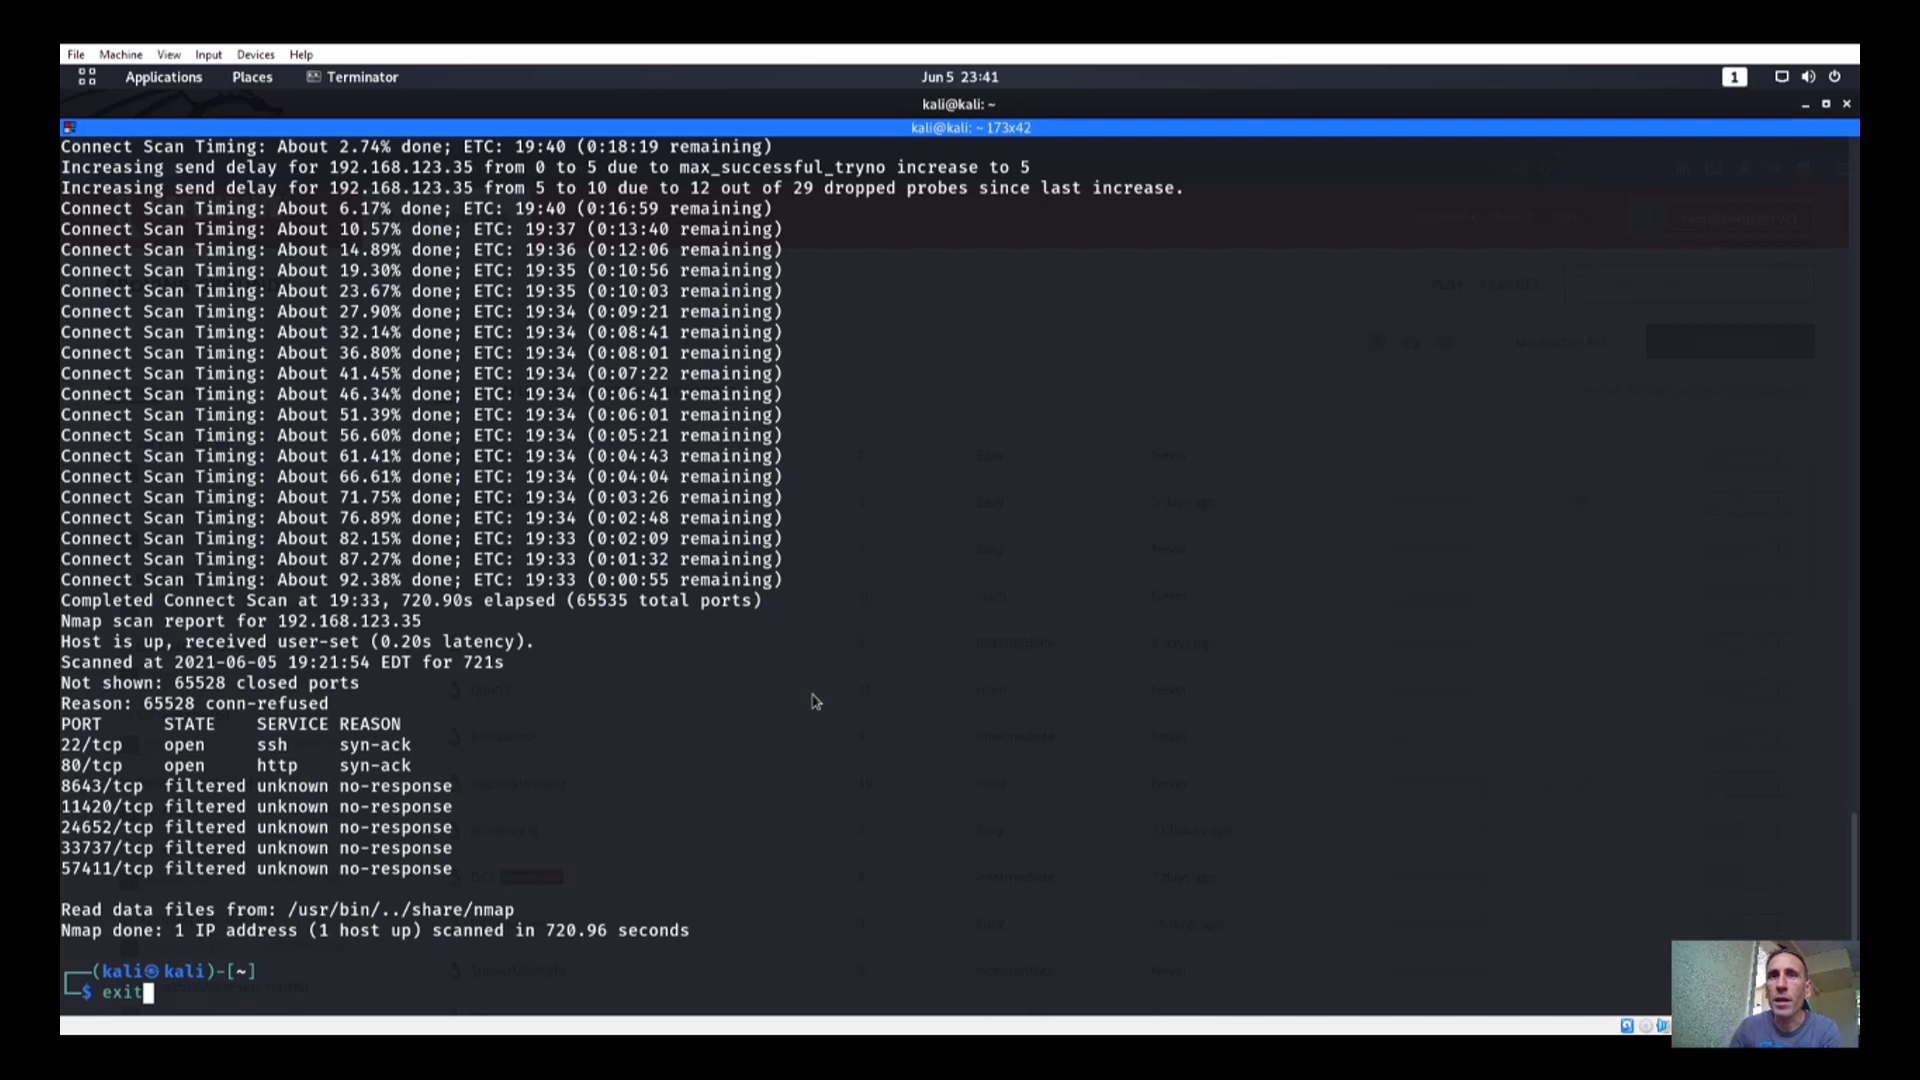 File Machine View Input Devices Help
Applications Places Terminator Jun 5 23:41 1
kali@kali: ~
kali@kali: ~ 173x42
Connect Scan Timing: About 2.74% done; ETC: 19:40 (0:18:19 remaining)
Increasing send delay for 192.168.123.35 from 0 to 5 due to max_successful_tryno increase to 5
Increasing send delay for 192.168.123.35 from 5 to 10 due to 12 out of 29 dropped probes since last increase.
Connect Scan Timing: About 6.17% done; ETC: 19:40 (0:16:59 remaining)
Connect Scan Timing: About 10.57% done; ETC: 19:37 (0:13:40 remaining)
Connect Scan Timing: About 14.89% done; ETC: 19:36 (0:12:06 remaining)
Connect Scan Timing: About 19.30% done; ETC: 19:35 (0:10:56 remaining)
Connect Scan Timing: About 23.67% done; ETC: 19:35 (0:10:03 remaining)
Connect Scan Timing: About 27.90% done; ETC: 19:34 (0:09:21 remaining)
Connect Scan Timing: About 32.14% done; ETC: 19:34 (0:08:41 remaining)
Connect Scan Timing: About 36.80% done; ETC: 19:34 (0:08:01 remaining)
Connect Scan Timing: About 41.45% done; ETC: 19:34 (0:07:22 remaining)
Connect Scan Timing: About 46.34% done; ETC: 19:34 (0:06:41 remaining)
Connect Scan Timing: About 51.39% done; ETC: 19:34 (0:06:01 remaining)
Connect Scan Timing: About 56.60% done; ETC: 19:34 (0:05:21 remaining)
Connect Scan Timing: About 61.41% done; ETC: 19:34 (0:04:43 remaining)
Connect Scan Timing: About 66.61% done; ETC: 19:34 (0:04:04 remaining)
Connect Scan Timing: About 71.75% done; ETC: 19:34 (0:03:26 remaining)
Connect Scan Timing: About 76.89% done; ETC: 19:34 (0:02:48 remaining)
Connect Scan Timing: About 82.15% done; ETC: 19:33 (0:02:09 remaining)
Connect Scan Timing: About 87.27% done; ETC: 19:33 (0:01:32 remaining)
Connect Scan Timing: About 92.38% done; ETC: 19:33 (0:00:55 remaining)
Completed Connect Scan at 19:33, 720.90s elapsed (65535 total ports)
Nmap scan report for 192.168.123.35
Host is up, received user-set (0.20s latency).
Scanned at 2021-06-05 19:21:54 EDT for 721s
Not shown: 65528 closed ports
Reason: 65528 conn-refused
PORT STATE SERVICE REASON
22/tcp open ssh syn-ack
80/tcp open http syn-ack
8643/tcp filtered unknown no-response
11420/tcp filtered unknown no-response
24652/tcp filtered unknown no-response
33737/tcp filtered unknown no-response
57411/tcp filtered unknown no-response
Read data files from: /usr/bin/../share/nmap
Nmap done: 1 IP address (1 host up) scanned in 720.96 seconds
┌──(kali㉿kali)-[~]
└─$ exit